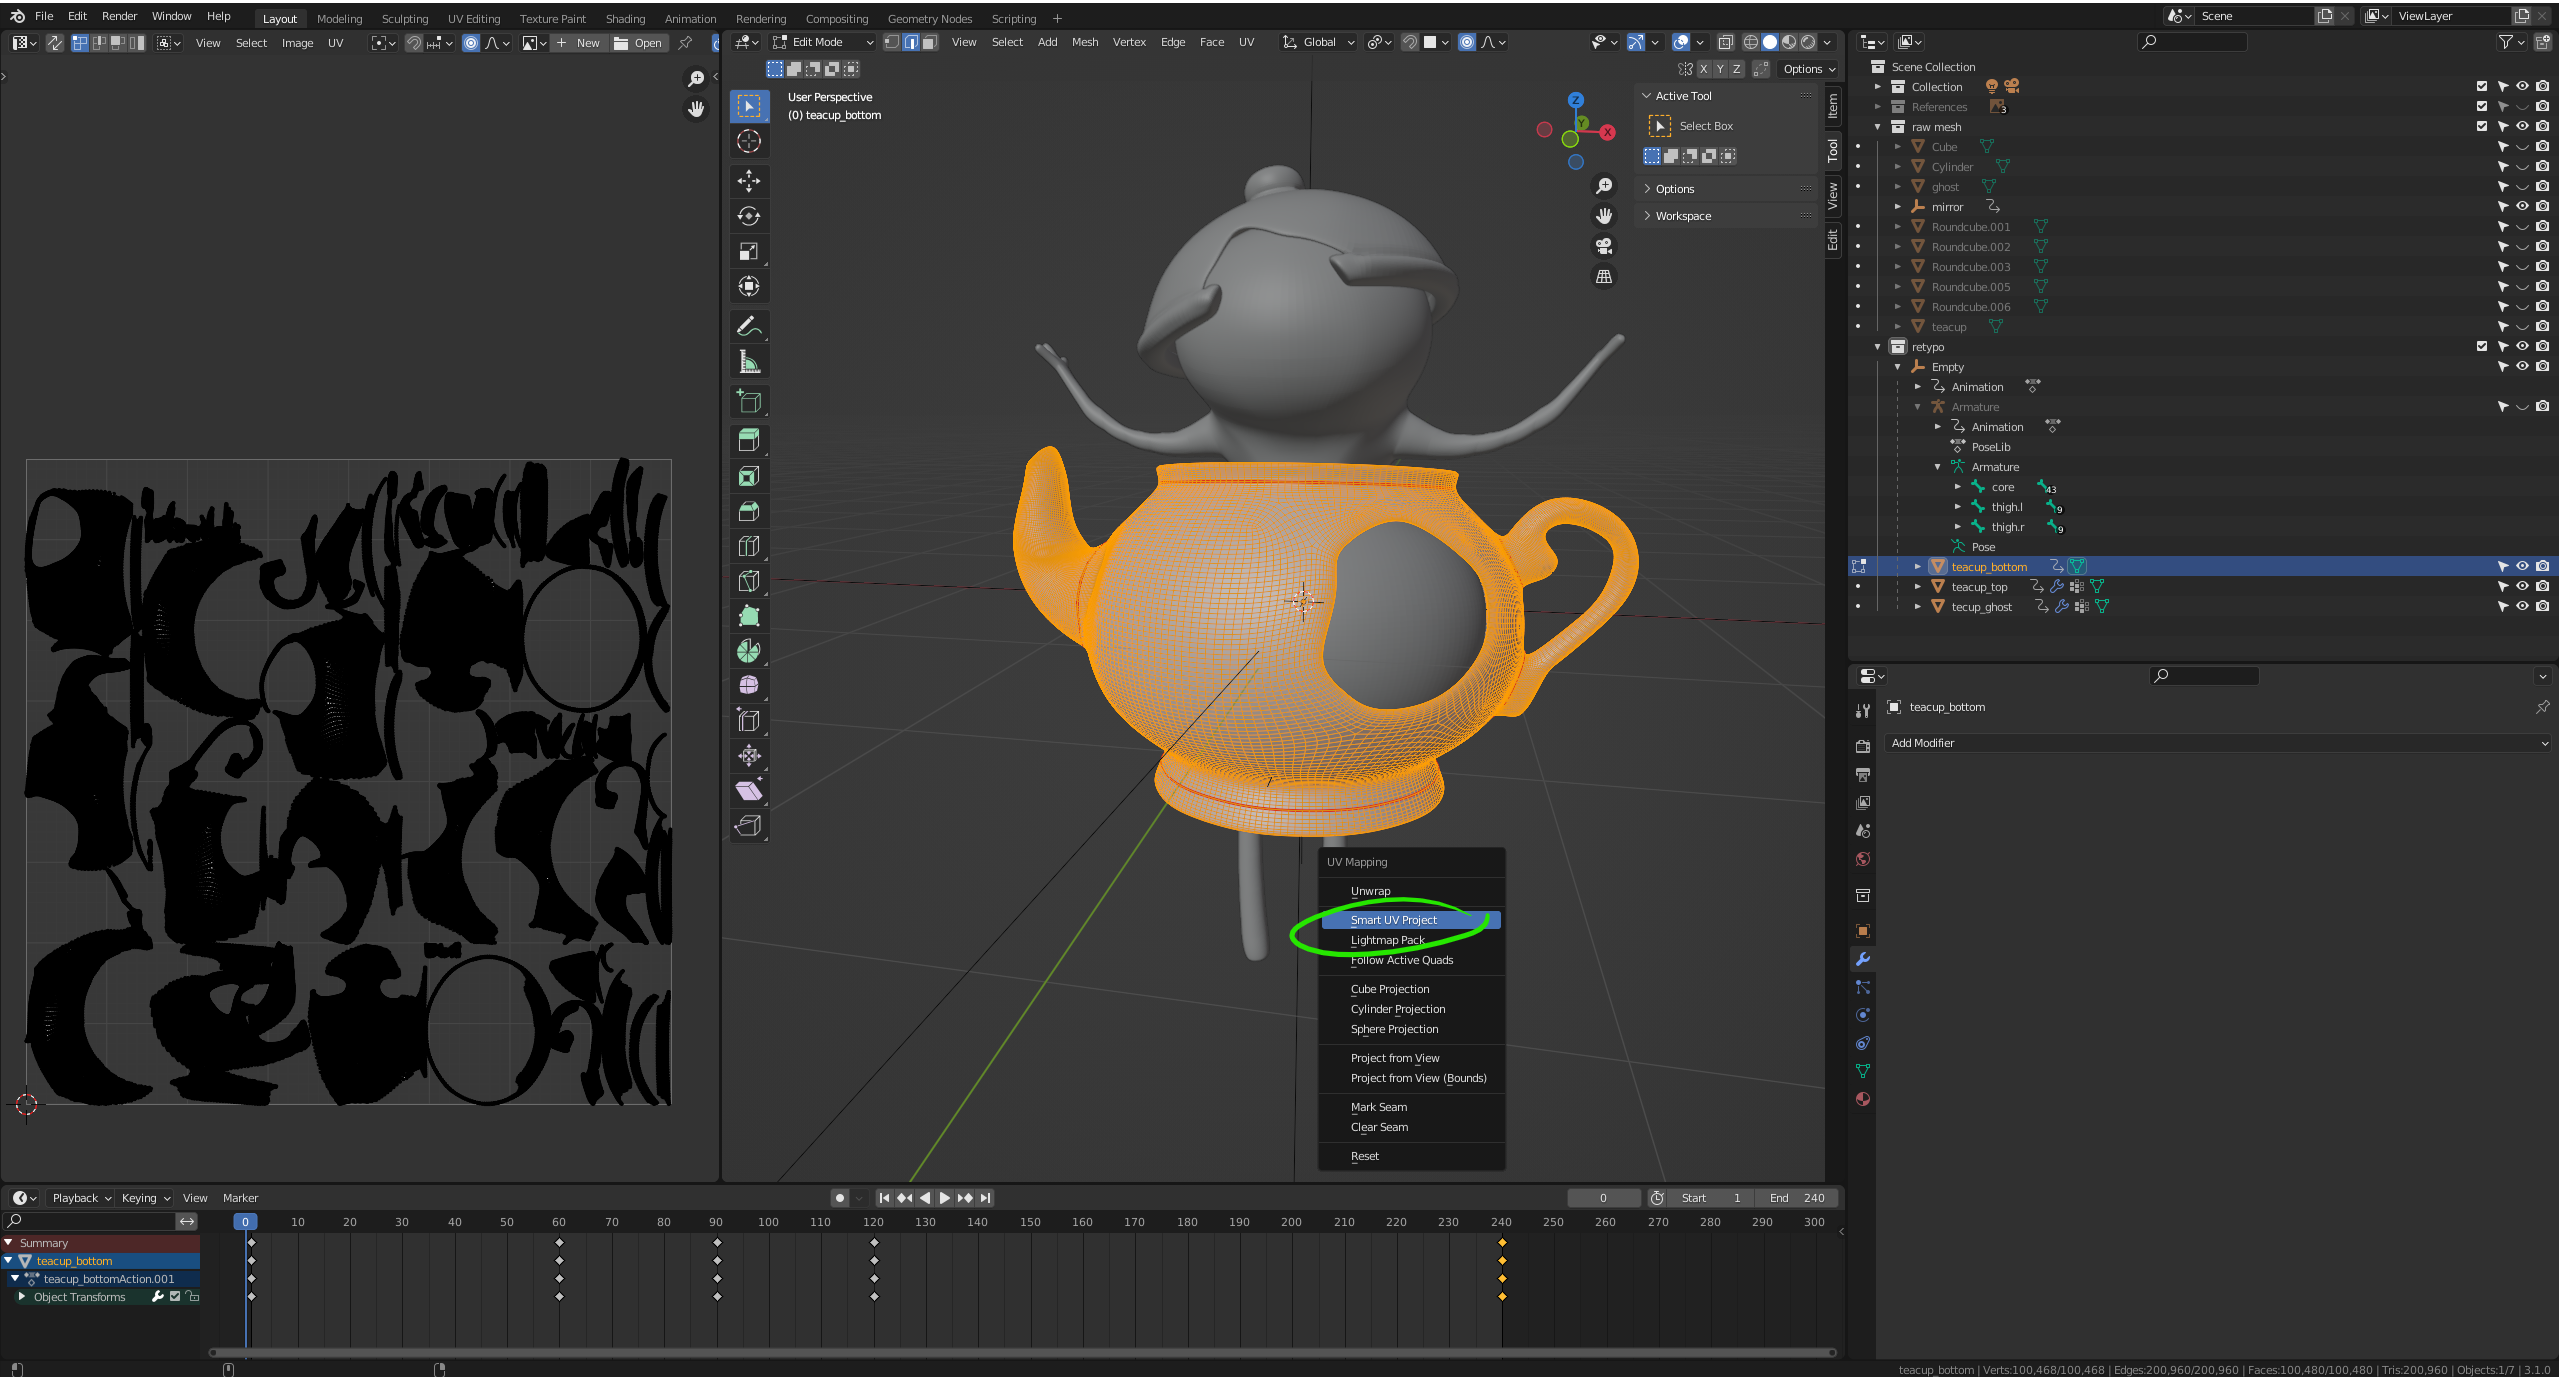 File Edit Render Window Help Layout Modeling Sculpting UV Editing Texture Paint Shading Animation Rendering Compositing Geometry Nodes Scripting + Scene ViewLayer
View Select Image UV New Open
Edit Mode View Select Add Mesh Vertex Edge Face UV Global
X Y Z Options
User Perspective
(0) teacup_bottom
Z
Y
X
Active Tool
Select Box
Options
Workspace
Item
Tool
View
Edit
Scene Collection
Collection
References 3
raw mesh
Cube
Cylinder
ghost
mirror
Roundcube.001
Roundcube.002
Roundcube.003
Roundcube.005
Roundcube.006
teacup
retypo
Empty
Animation
Armature
Animation
PoseLib
Armature
core 43
thigh.l 9
thigh.r 9
Pose
teacup_bottom
teacup_top
tecup_ghost
teacup_bottom
Add Modifier
UV Mapping
Unwrap
Smart UV Project
Lightmap Pack
Follow Active Quads
Cube Projection
Cylinder Projection
Sphere Projection
Project from View
Project from View (Bounds)
Mark Seam
Clear Seam
Reset
Playback Keying View Marker 0 Start 1 End 240
0 10 20 30 40 50 60 70 80 90 100 110 120 130 140 150 160 170 180 190 200 210 220 230 240 250 260 270 280 290 300
Summary
teacup_bottom
teacup_bottomAction.001
Object Transforms
teacup_bottom | Verts:100,468/100,468 | Edges:200,960/200,960 | Faces:100,480/100,480 | Tris:200,960 | Objects:1/7 | 3.1.0